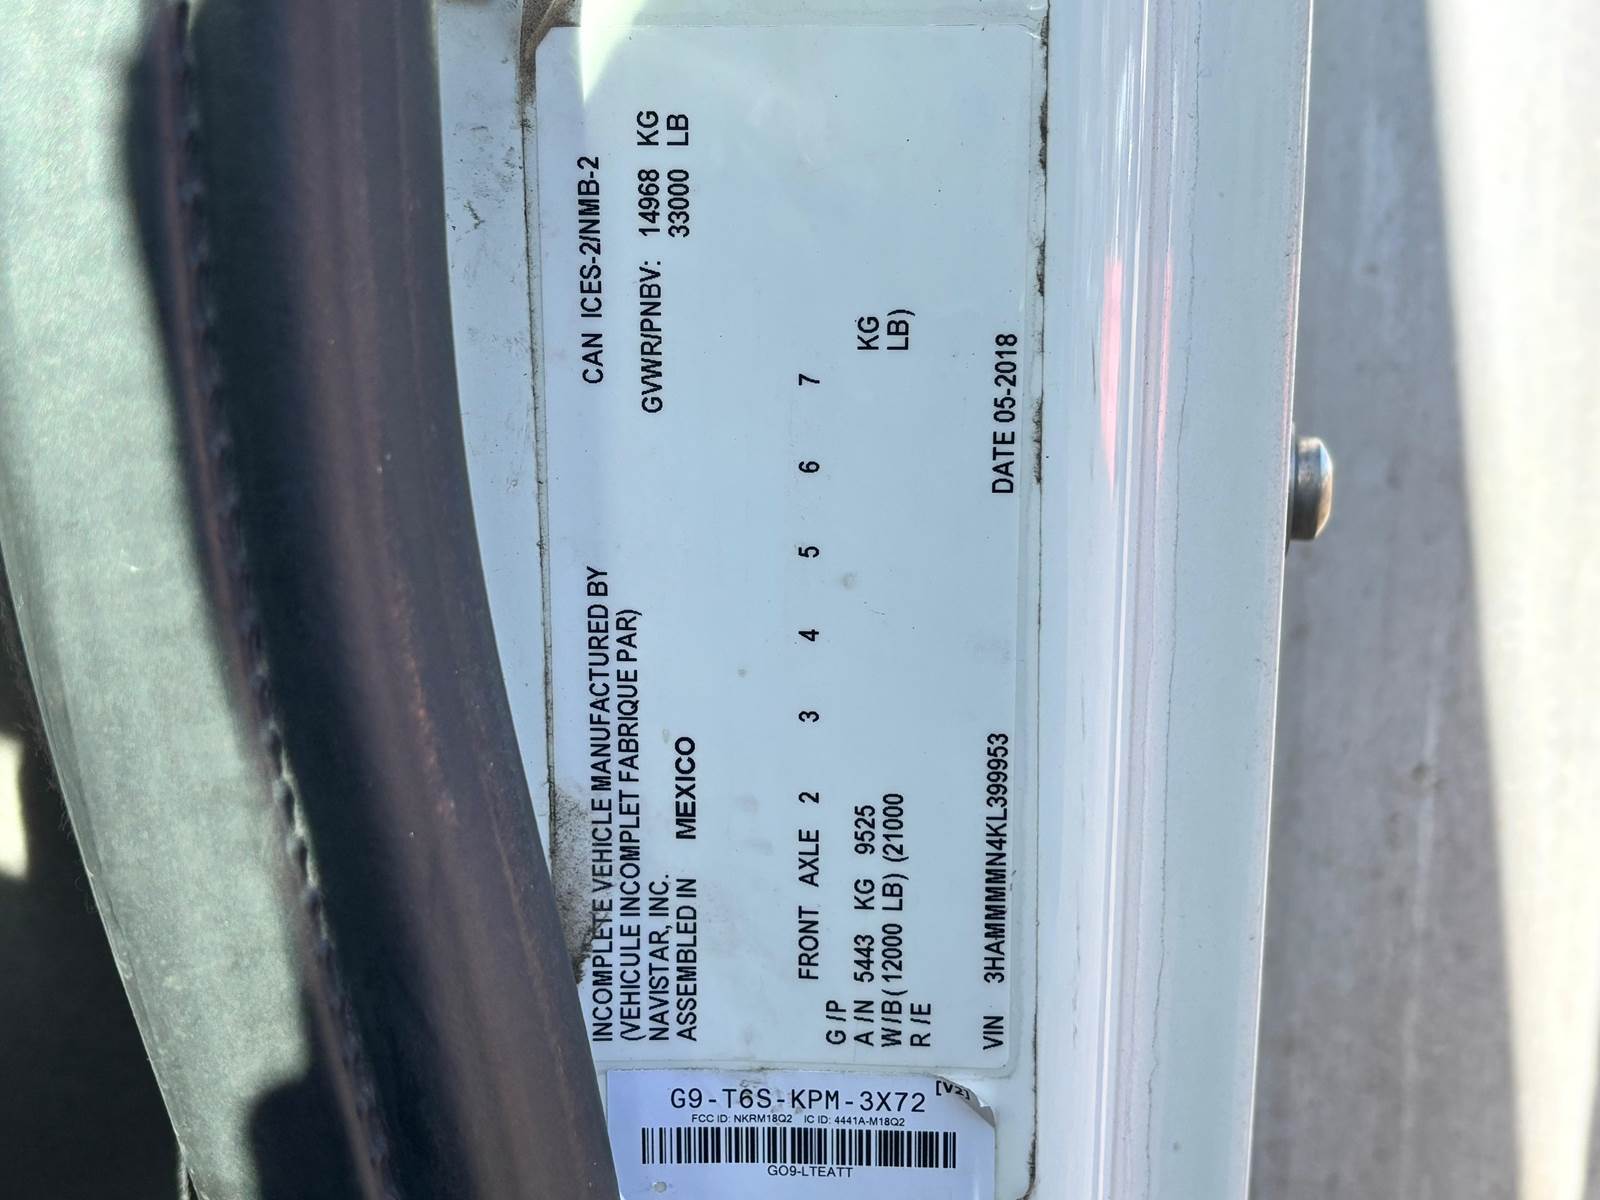 INCOMPLETE VEHICLE MANUFACTURED BY CAN ICES-2/NMB-2
(VEHICULE INCOMPLET FABRIQUE PAR)
NAVISTAR, INC. GVWR/PNBV: 14968 KG
ASSEMBLED IN MEXICO 33000 LB
FRONT AXLE 2 3 4 5 6 7
G /P
A /N 5443 KG 9525 KG
W/B (12000 LB) (21000 LB)
R /E
VIN 3HAMMMMN4KL399953 DATE 05-2018
G9-T6S-KPM-3X72 [V2]
FCC ID: NKRM18Q2 IC ID: 4441A-M18Q2
GO9-LTEATT